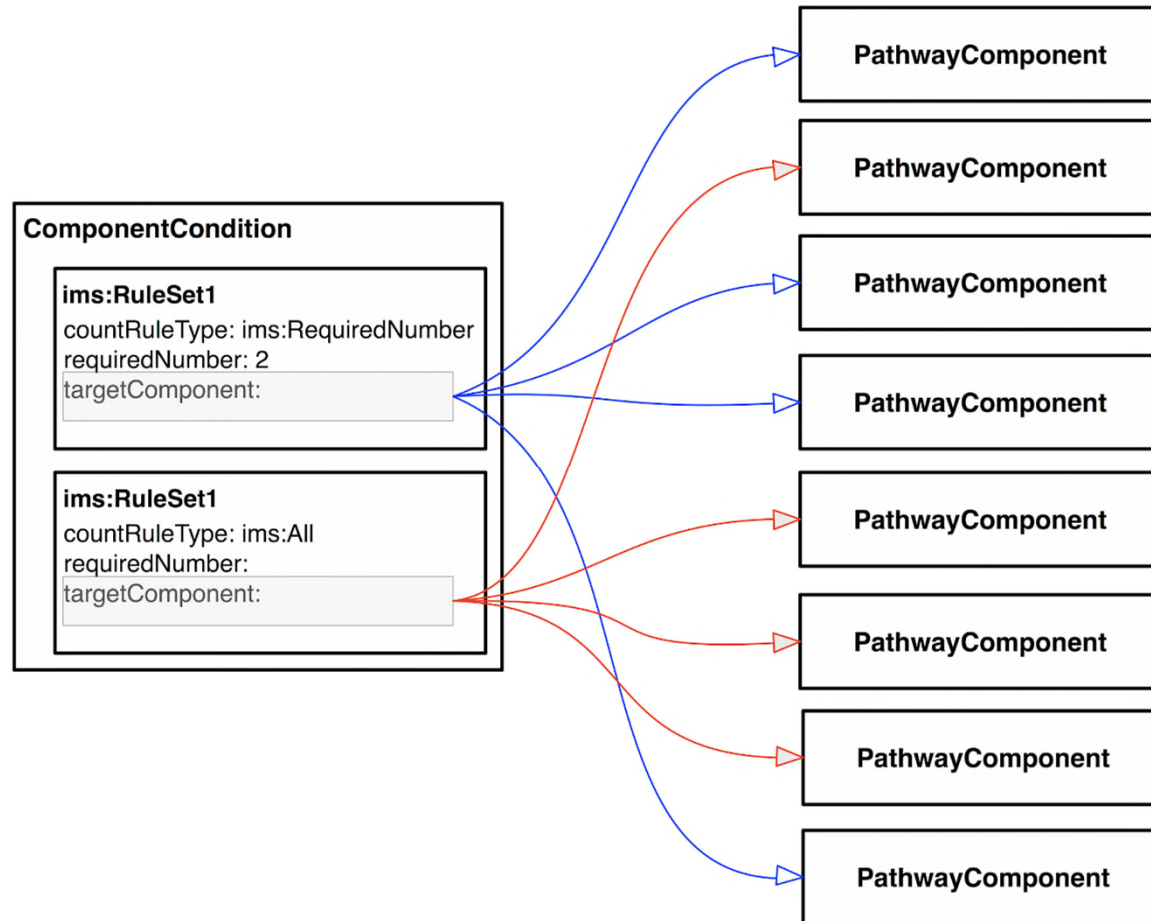 ComponentCondition
ims:RuleSet1
countRuleType: ims:RequiredNumber
requiredNumber: 2
targetComponent:
ims:RuleSet1
countRuleType: ims:All
requiredNumber:
targetComponent:
PathwayComponent
PathwayComponent
PathwayComponent
PathwayComponent
PathwayComponent
PathwayComponent
PathwayComponent
PathwayComponent